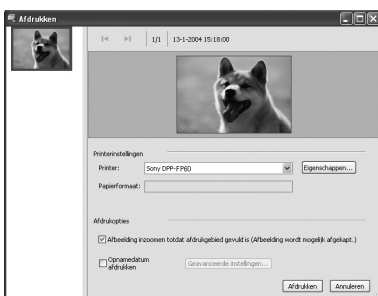 Afdrukken
1/1 13-1-2004 15:18:00
Printerinstellingen
Printer: Sony DPP-FP60 Eigenschappen...
Papierformaat:
Afdrukopties
Afbeelding inzoomen totdat afdrukgebied gevuld is (Afbeelding wordt mogelijk afgekapt.)
Opnamedatum
afdrukken
Geavanceerde instellingen...
Afdrukken Annuleren